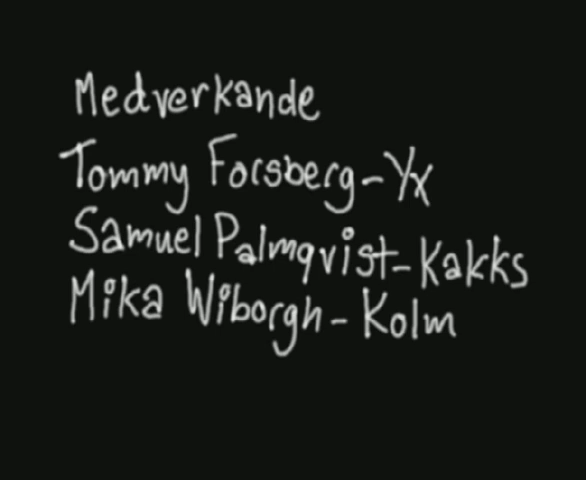 Medverkande
Tommy Forsberg-Yx
Samuel Palmqvist-Kakks
Mika Wiborgh-Kolm